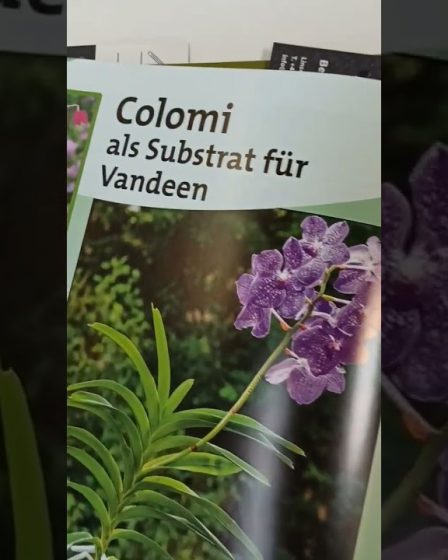 Colomi
als Substrat für
Vandeen